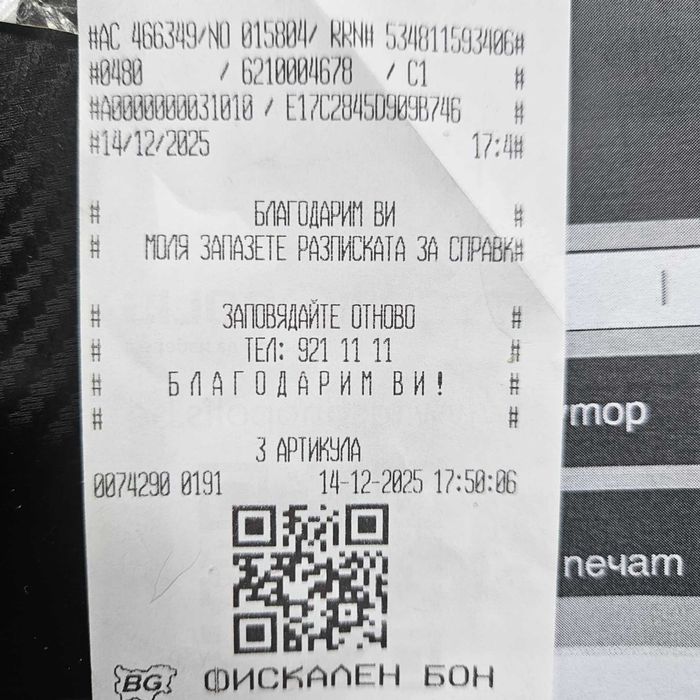 #AC 466349/NO 015804/ RRN# 534811593406#
#0480 / 6210004678 / C1 #
#A0000000031010 / E17C2845D909B746 #
#14/12/2025 17:4#
# БЛАГОДАРИМ ВИ #
# МОЛЯ ЗАПАЗЕТЕ РАЗПИСКАТА ЗА СПРАВК#
# ЗАПОВЯДАЙТЕ ОТНОВО #
# ТЕЛ: 921 11 11 #
# Б Л А Г О Д А Р И М В И ! #
# #
3 АРТИКУЛА
0074290 0191 14-12-2025 17:50:06
BG ФИСКАЛЕН БОН
тор
печат